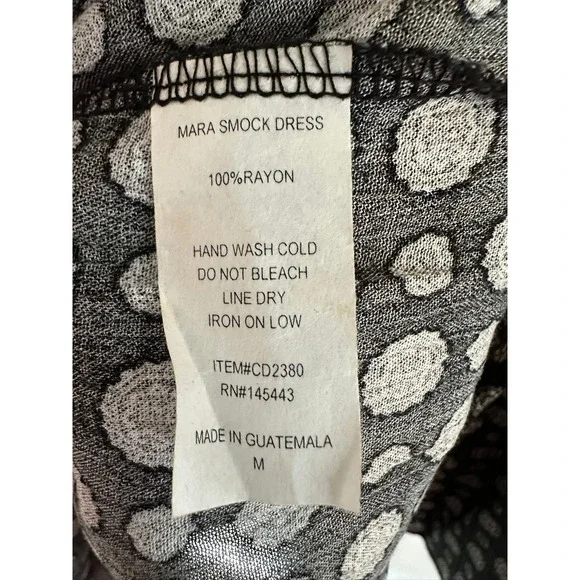 MARA SMOCK DRESS
100%RAYON
HAND WASH COLD
DO NOT BLEACH
LINE DRY
IRON ON LOW
ITEM#CD2380
RN#145443
MADE IN GUATEMALA
M